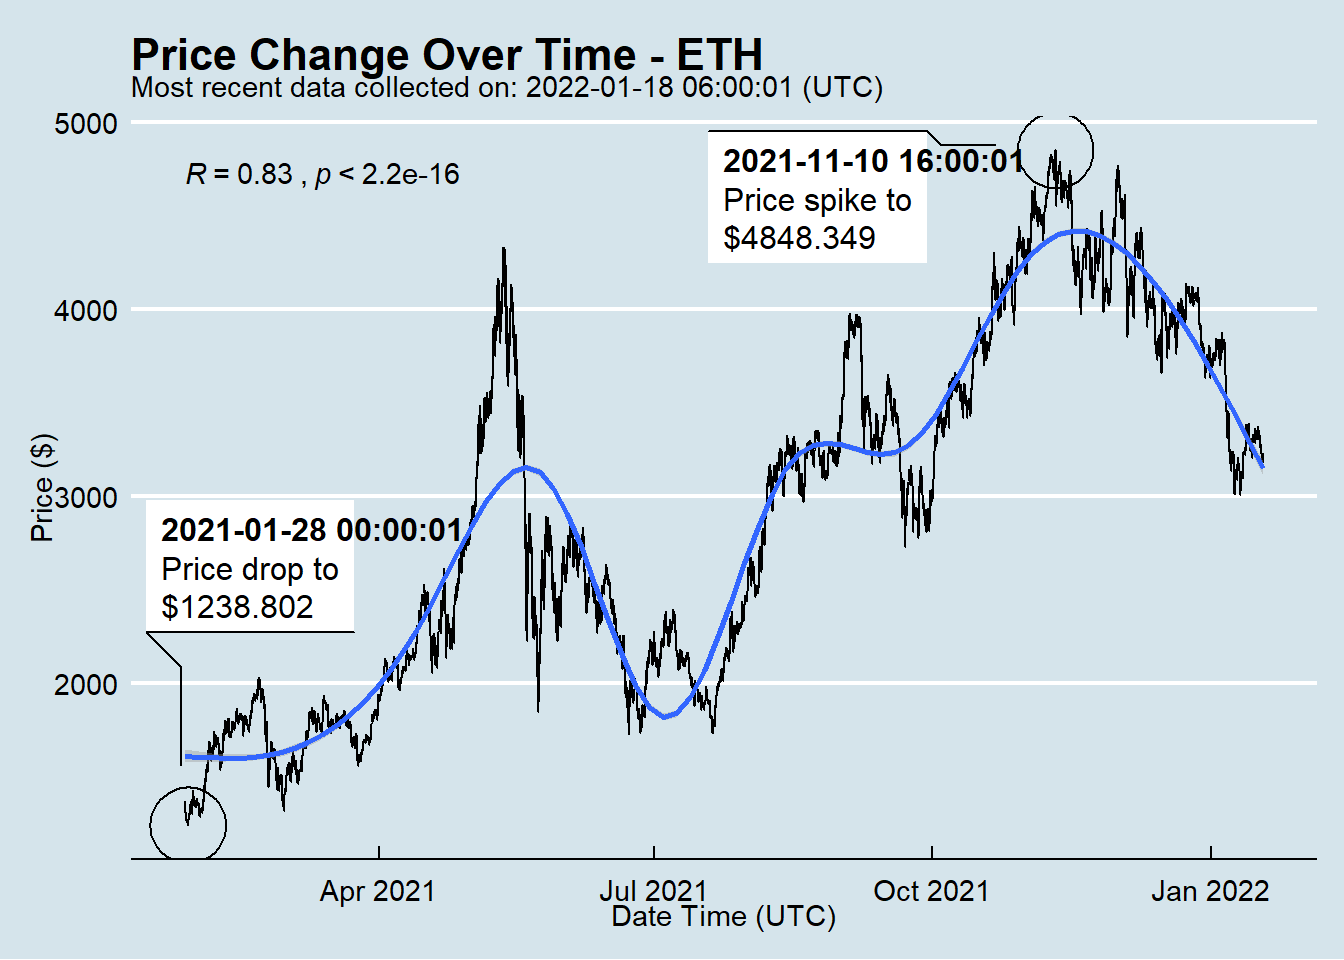 Price Change Over Time - ETH
Most recent data collected on: 2022-01-18 06:00:01 (UTC)
5000
4000
3000
2000
Price ($)
R = 0.83 , p < 2.2e-16
2021-11-10 16:00:01
Price spike to
$4848.349
2021-01-28 00:00:01
Price drop to
$1238.802
Apr 2021
Jul 2021
Oct 2021
Jan 2022
Date Time (UTC)